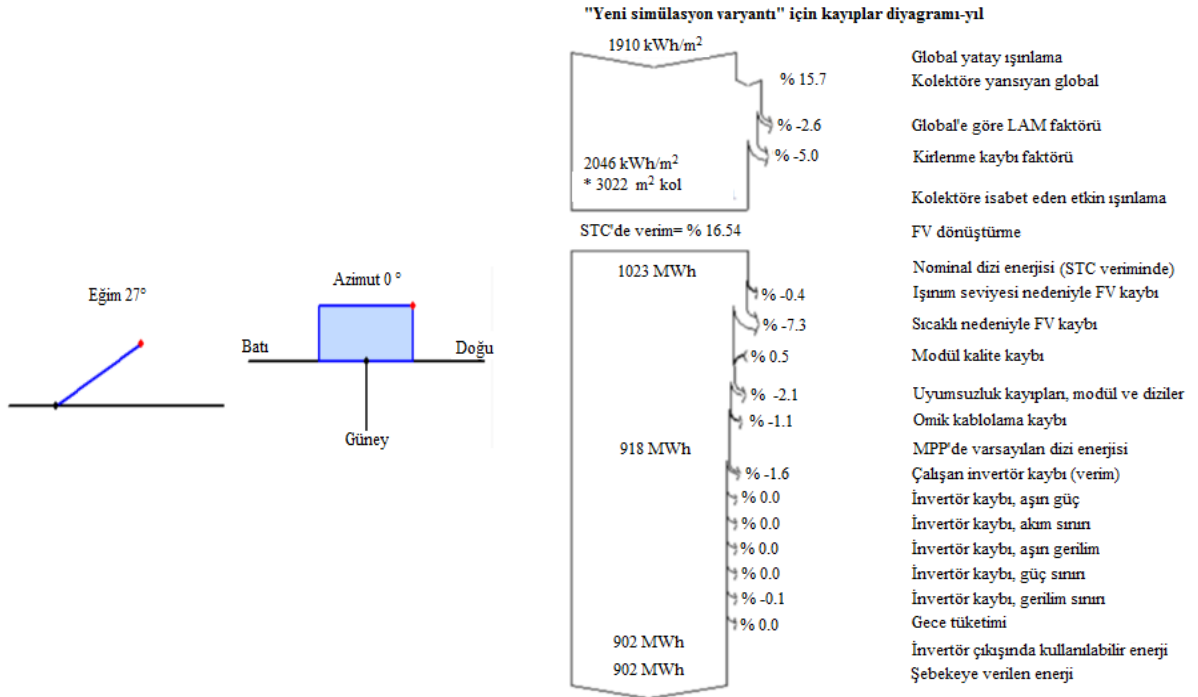 "Yeni simülasyon varyantı" için kayıplar diyagramı-yıl
1910 kWh/m²
Global yatay ışınlama
% 15.7
Kolektöre yansıyan global
% -2.6
Global'e göre LAM faktörü
% -5.0
Kirlenme kaybı faktörü
2046 kWh/m²
* 3022 m² kol
Kolektöre isabet eden etkin ışınlama
STC'de verim= % 16.54
FV dönüştürme
1023 MWh
Nominal dizi enerjisi (STC veriminde)
% -0.4
Işınım seviyesi nedeniyle FV kaybı
% -7.3
Sıcaklı nedeniyle FV kaybı
% 0.5
Modül kalite kaybı
% -2.1
Uyumsuzluk kayıpları, modül ve diziler
% -1.1
Omik kablolama kaybı
918 MWh
MPP'de varsayılan dizi enerjisi
% -1.6
Çalışan invertör kaybı (verim)
% 0.0
İnvertör kaybı, aşırı güç
% 0.0
İnvertör kaybı, akım sınırı
% 0.0
İnvertör kaybı, aşırı gerilim
% 0.0
İnvertör kaybı, güç sınırı
% -0.1
İnvertör kaybı, gerilim sınırı
% 0.0
Gece tüketimi
902 MWh
İnvertör çıkışında kullanılabilir enerji
902 MWh
Şebekeye verilen enerji
Eğim 27°
Azimut 0 °
Batı
Doğu
Güney